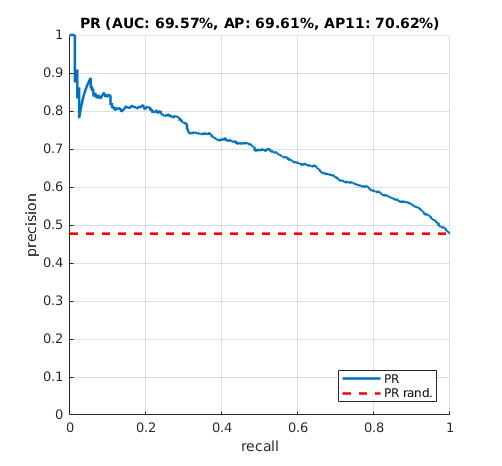 PR (AUC: 69.57%, AP: 69.61%, AP11: 70.62%)
1
0.9
0.8
0.7
0.6
0.5
0.4
0.3
0.2
0.1
0
precision
PR
PR rand.
0 0.2 0.4 0.6 0.8 1
recall